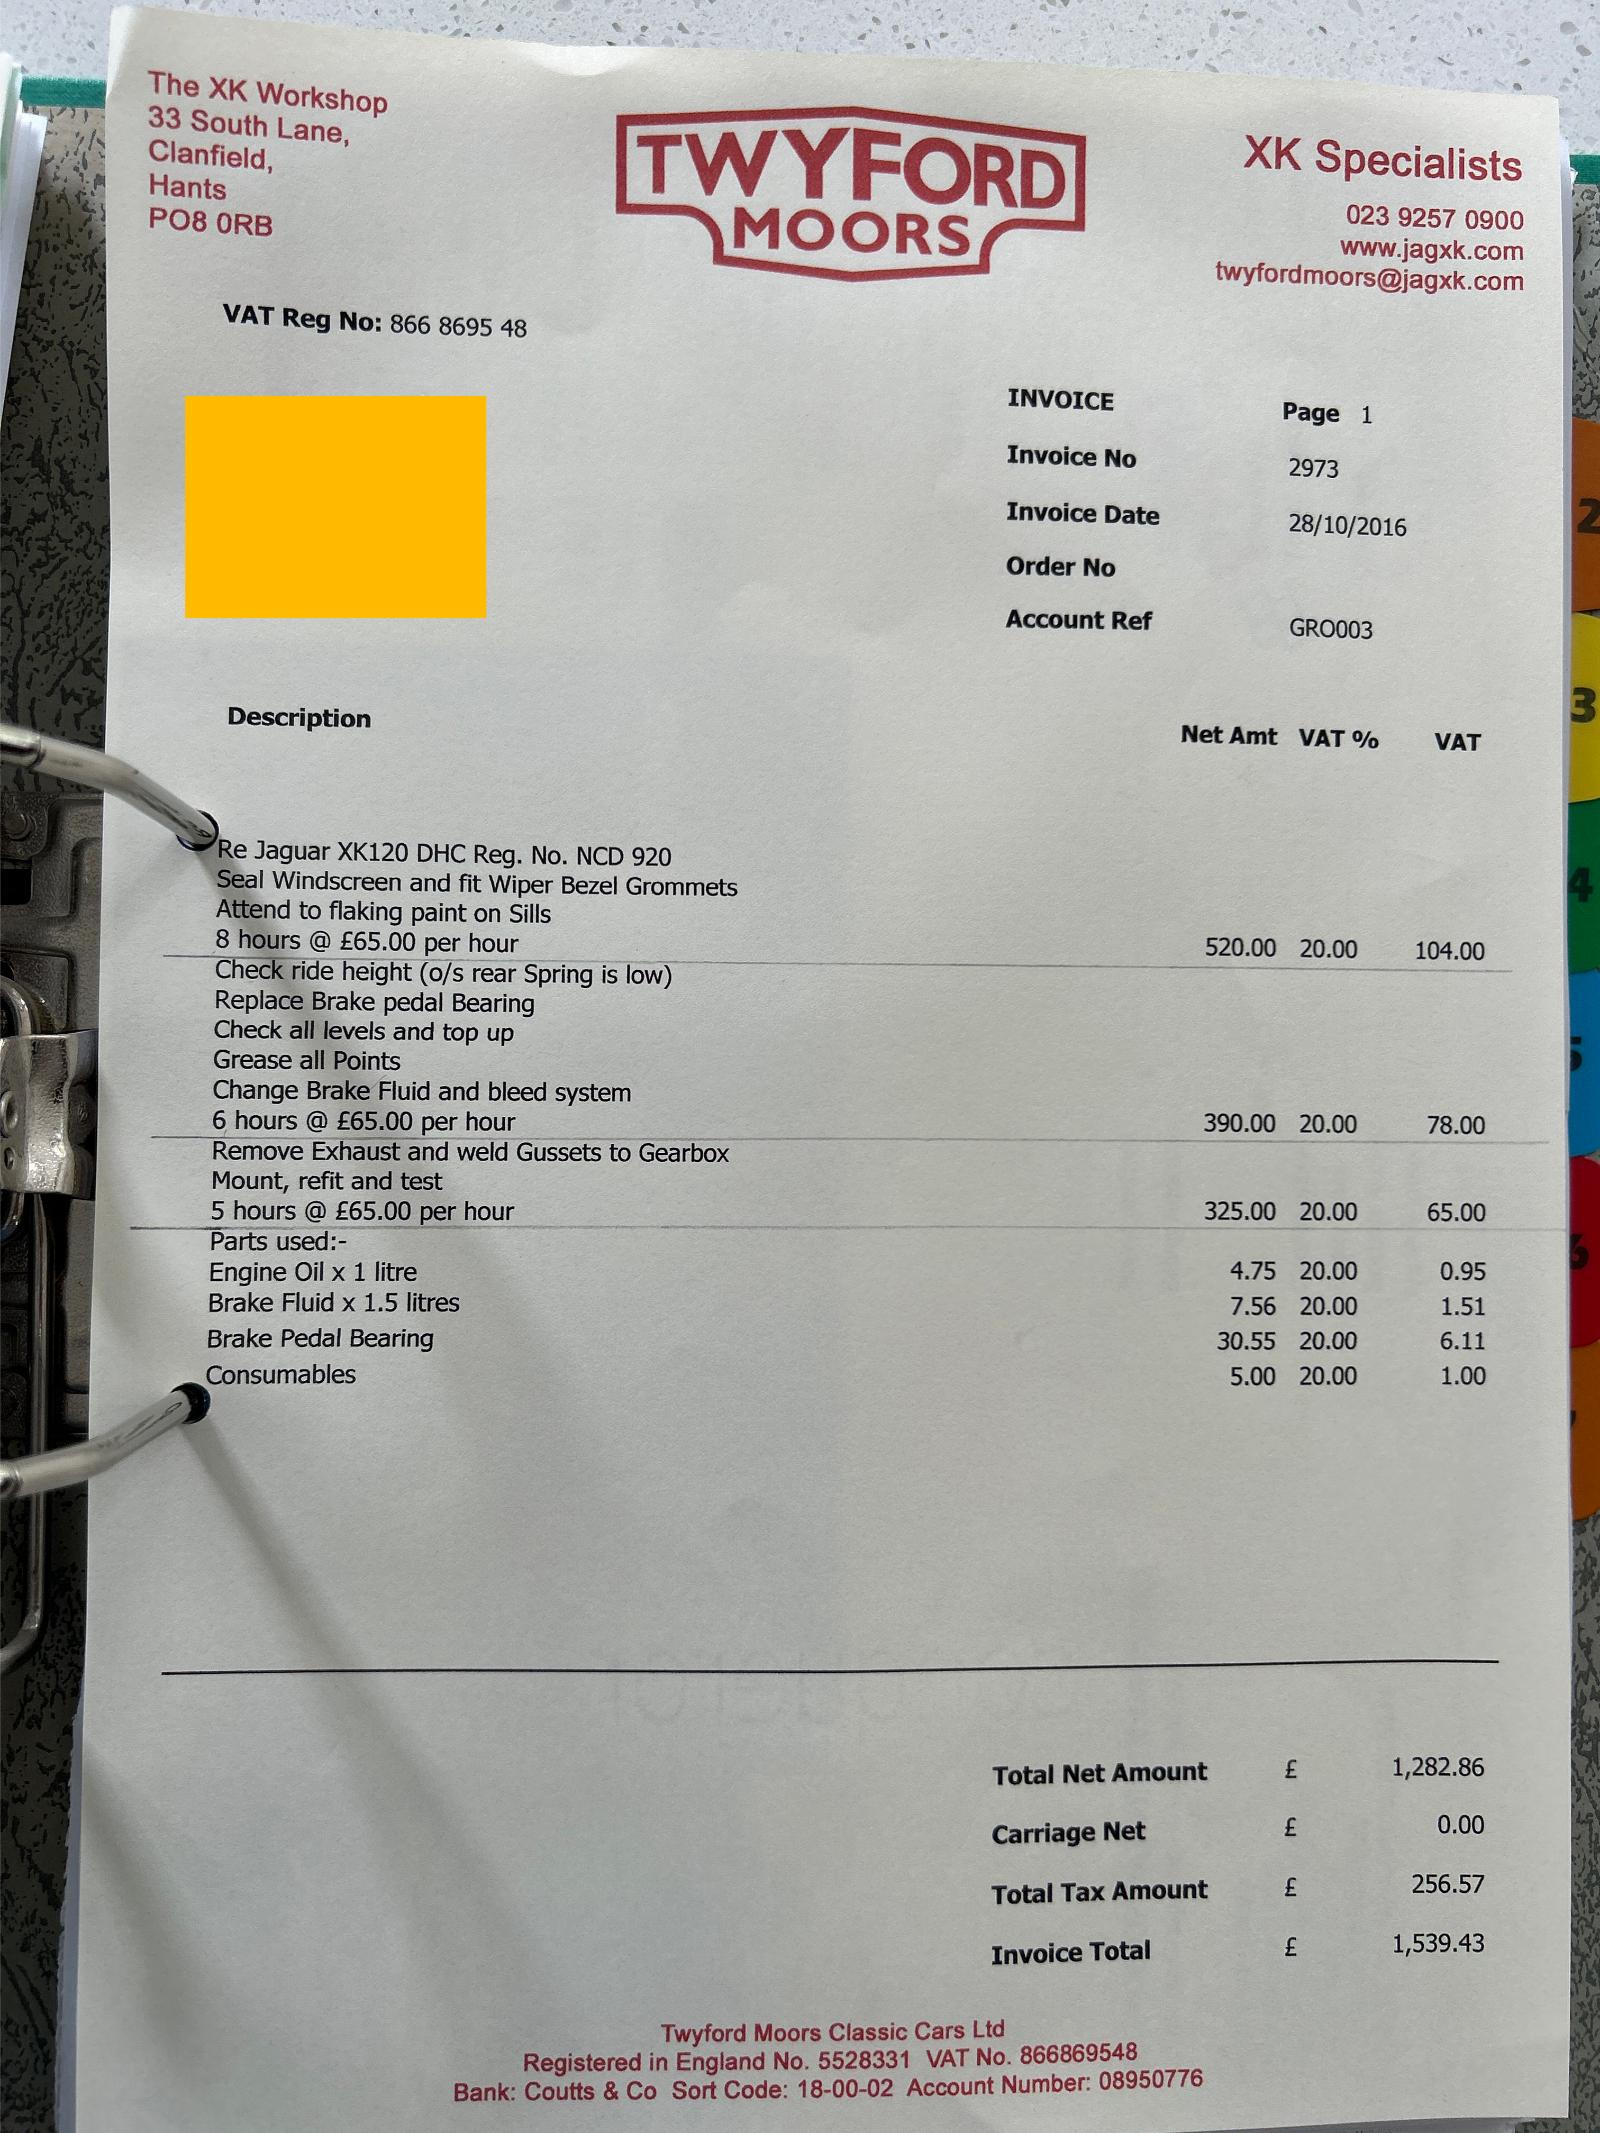 The XK Workshop
33 South Lane,
Clanfield,
Hants
PO8 0RB
TWYFORD
MOORS
XK Specialists
023 9257 0900
www.jagxk.com
twyfordmoors@jagxk.com
VAT Reg No: 866 8695 48
INVOICE Page 1
Invoice No 2973
Invoice Date 28/10/2016
Order No
Account Ref GRO003
Description Net Amt VAT % VAT
Re Jaguar XK120 DHC Reg. No. NCD 920
Seal Windscreen and fit Wiper Bezel Grommets
Attend to flaking paint on Sills
8 hours @ £65.00 per hour 520.00 20.00 104.00
Check ride height (o/s rear Spring is low)
Replace Brake pedal Bearing
Check all levels and top up
Grease all Points
Change Brake Fluid and bleed system
6 hours @ £65.00 per hour 390.00 20.00 78.00
Remove Exhaust and weld Gussets to Gearbox
Mount, refit and test
5 hours @ £65.00 per hour 325.00 20.00 65.00
Parts used:-
Engine Oil x 1 litre 4.75 20.00 0.95
Brake Fluid x 1.5 litres 7.56 20.00 1.51
Brake Pedal Bearing 30.55 20.00 6.11
Consumables 5.00 20.00 1.00
Total Net Amount £ 1,282.86
Carriage Net £ 0.00
Total Tax Amount £ 256.57
Invoice Total £ 1,539.43
Twyford Moors Classic Cars Ltd
Registered in England No. 5528331 VAT No. 866869548
Bank: Coutts & Co Sort Code: 18-00-02 Account Number: 08950776
2
3
4
5
6